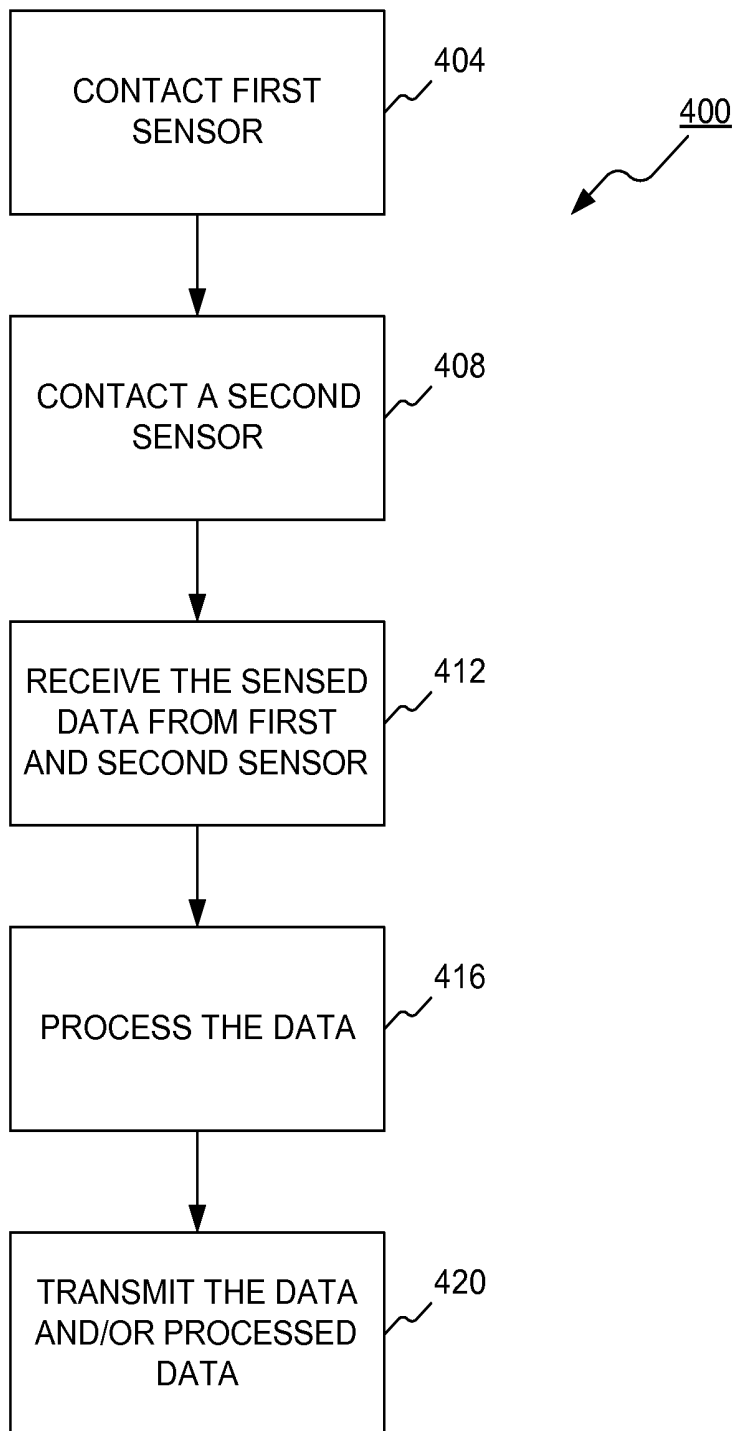 CONTACT FIRST
SENSOR
404
400
CONTACT A SECOND
SENSOR
408
RECEIVE THE SENSED
DATA FROM FIRST
AND SECOND SENSOR
412
PROCESS THE DATA
416
TRANSMIT THE DATA
AND/OR PROCESSED
DATA
420